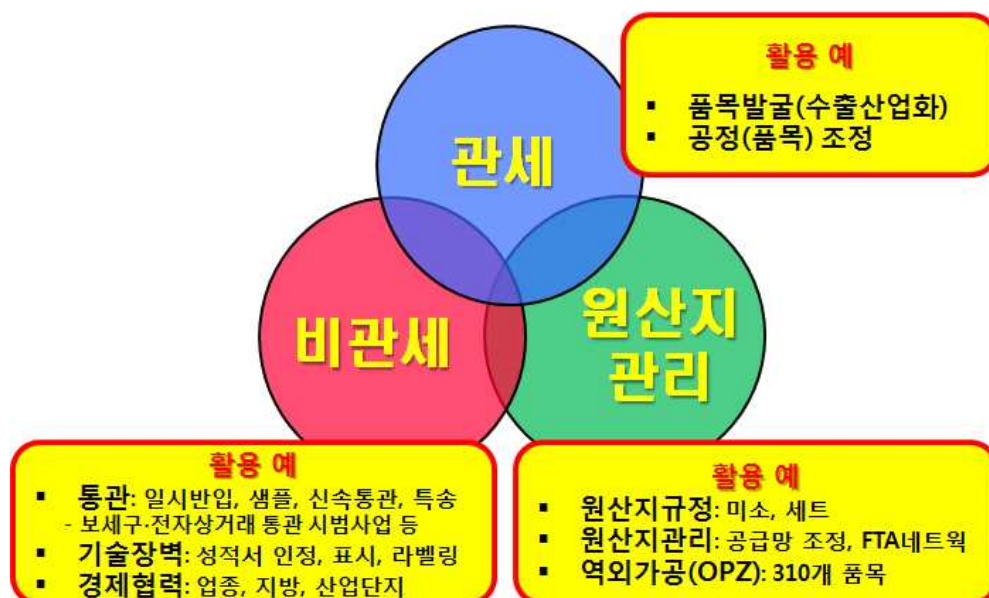 활용 예
▪ 품목발굴(수출산업화)
▪ 공정(품목) 조정
관세
비관세
원산지
관리
활용 예
▪ 통관: 일시반입, 샘플, 신속통관, 특송
- 보세구·전자상거래 통관 시범사업 등
▪ 기술장벽: 성적서 인정, 표시, 라벨링
▪ 경제협력: 업종, 지방, 산업단지
활용 예
▪ 원산지규정: 미소, 세트
▪ 원산지관리: 공급망 조정, FTA네트웍
▪ 역외가공(OPZ): 310개 품목